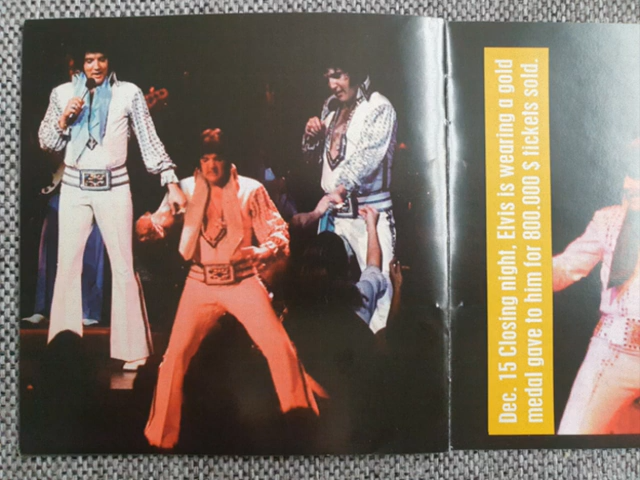 Dec. 15 Closing night. Elvis is wearing a gold
medal gave to him for 800.000 $ tickets sold.